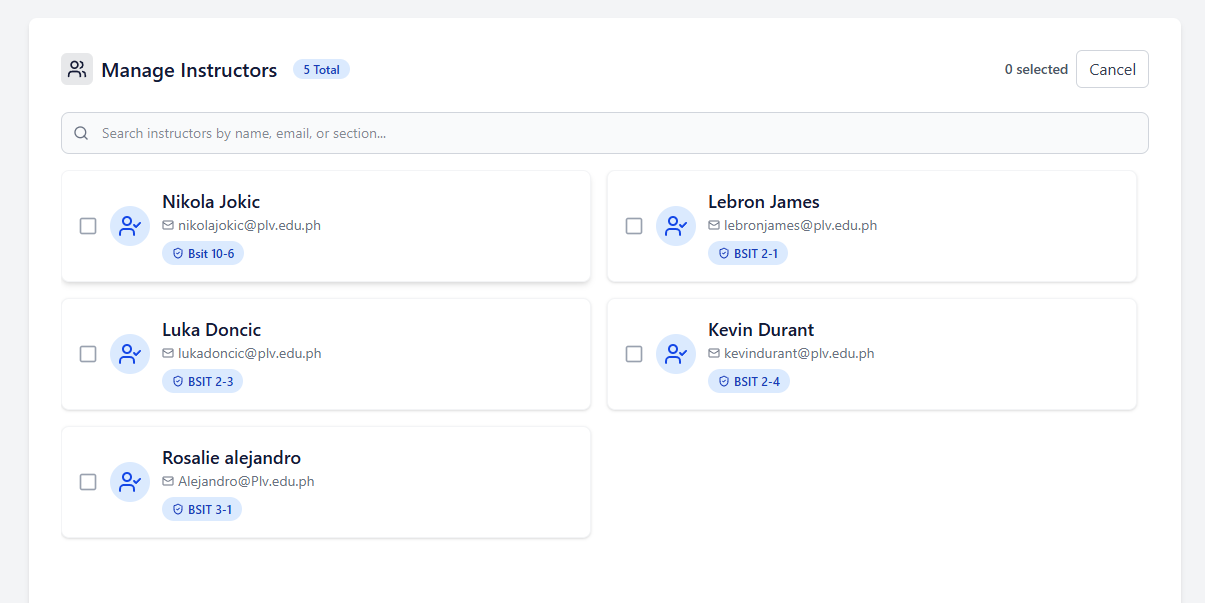 Manage Instructors
5 Total
0 selected
Cancel
Search instructors by name, email, or section...
Nikola Jokic
nikolajokic@plv.edu.ph
Bsit 10-6
Lebron James
lebronjames@plv.edu.ph
BSIT 2-1
Luka Doncic
lukadoncic@plv.edu.ph
BSIT 2-3
Kevin Durant
kevindurant@plv.edu.ph
BSIT 2-4
Rosalie alejandro
Alejandro@Plv.edu.ph
BSIT 3-1